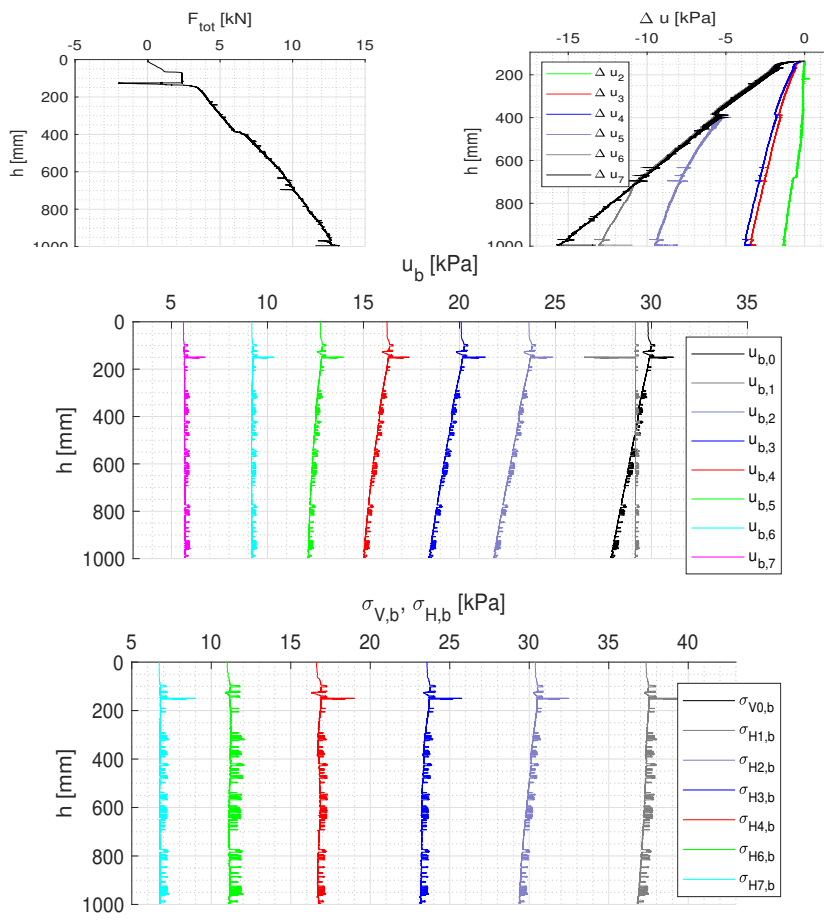 F_tot [kN]
-5 0 5 10 15
0
200
400
600
800
1000
h [mm]
Δ u [kPa]
-15 -10 -5 0
200
400
600
800
1000
h [mm]
Δ u_2
Δ u_3
Δ u_4
Δ u_5
Δ u_6
Δ u_7
u_b [kPa]
5 10 15 20 25 30 35
0
200
400
600
800
1000
h [mm]
u_b,0
u_b,1
u_b,2
u_b,3
u_b,4
u_b,5
u_b,6
u_b,7
σ_V,b, σ_H,b [kPa]
5 10 15 20 25 30 35 40
0
200
400
600
800
1000
h [mm]
σ_V0,b
σ_H1,b
σ_H2,b
σ_H3,b
σ_H4,b
σ_H6,b
σ_H7,b